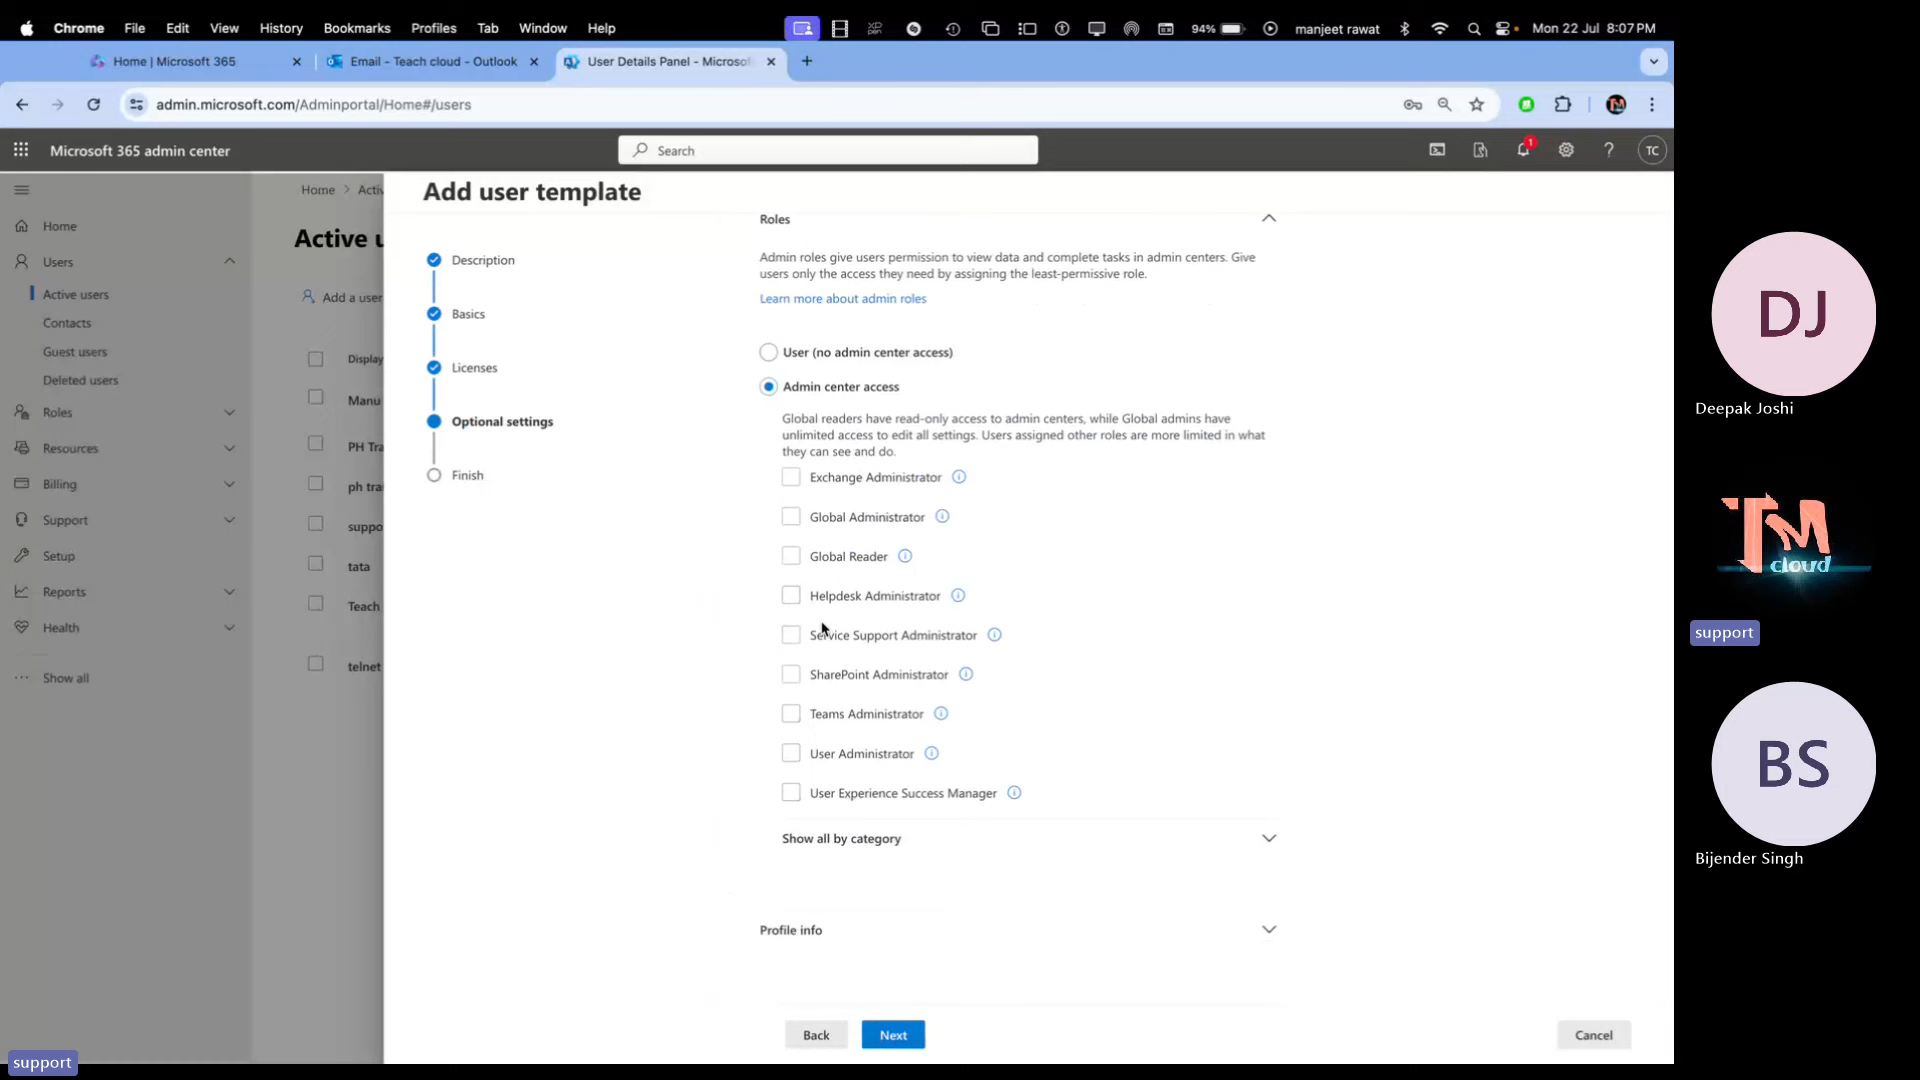 Chrome File Edit View History Bookmarks Profiles Tab Window Help 94% manjeet rawat Mon 22 Jul 8:07 PM
Home | Microsoft 365 Email - Teach cloud - Outlook User Details Panel - Microsof
admin.microsoft.com/Adminportal/Home#/users
Microsoft 365 admin center
Search
1
TC
Home > Activ
Active u
Add a user
Home
Users
Active users
Contacts
Guest users
Deleted users
Roles
Resources
Billing
Support
Setup
Reports
Health
Show all
Display
Manu
PH Tra
ph tra
suppo
tata
Teach
telnet
Add user template
Description
Basics
Licenses
Optional settings
Finish
Roles
Admin roles give users permission to view data and complete tasks in admin centers. Give
users only the access they need by assigning the least-permissive role.
Learn more about admin roles
User (no admin center access)
Admin center access
Global readers have read-only access to admin centers, while Global admins have
unlimited access to edit all settings. Users assigned other roles are more limited in what
they can see and do.
Exchange Administrator
Global Administrator
Global Reader
Helpdesk Administrator
Service Support Administrator
SharePoint Administrator
Teams Administrator
User Administrator
User Experience Success Manager
Show all by category
Profile info
Back Next Cancel
DJ
Deepak Joshi
TM
cloud
support
BS
Bijender Singh
support